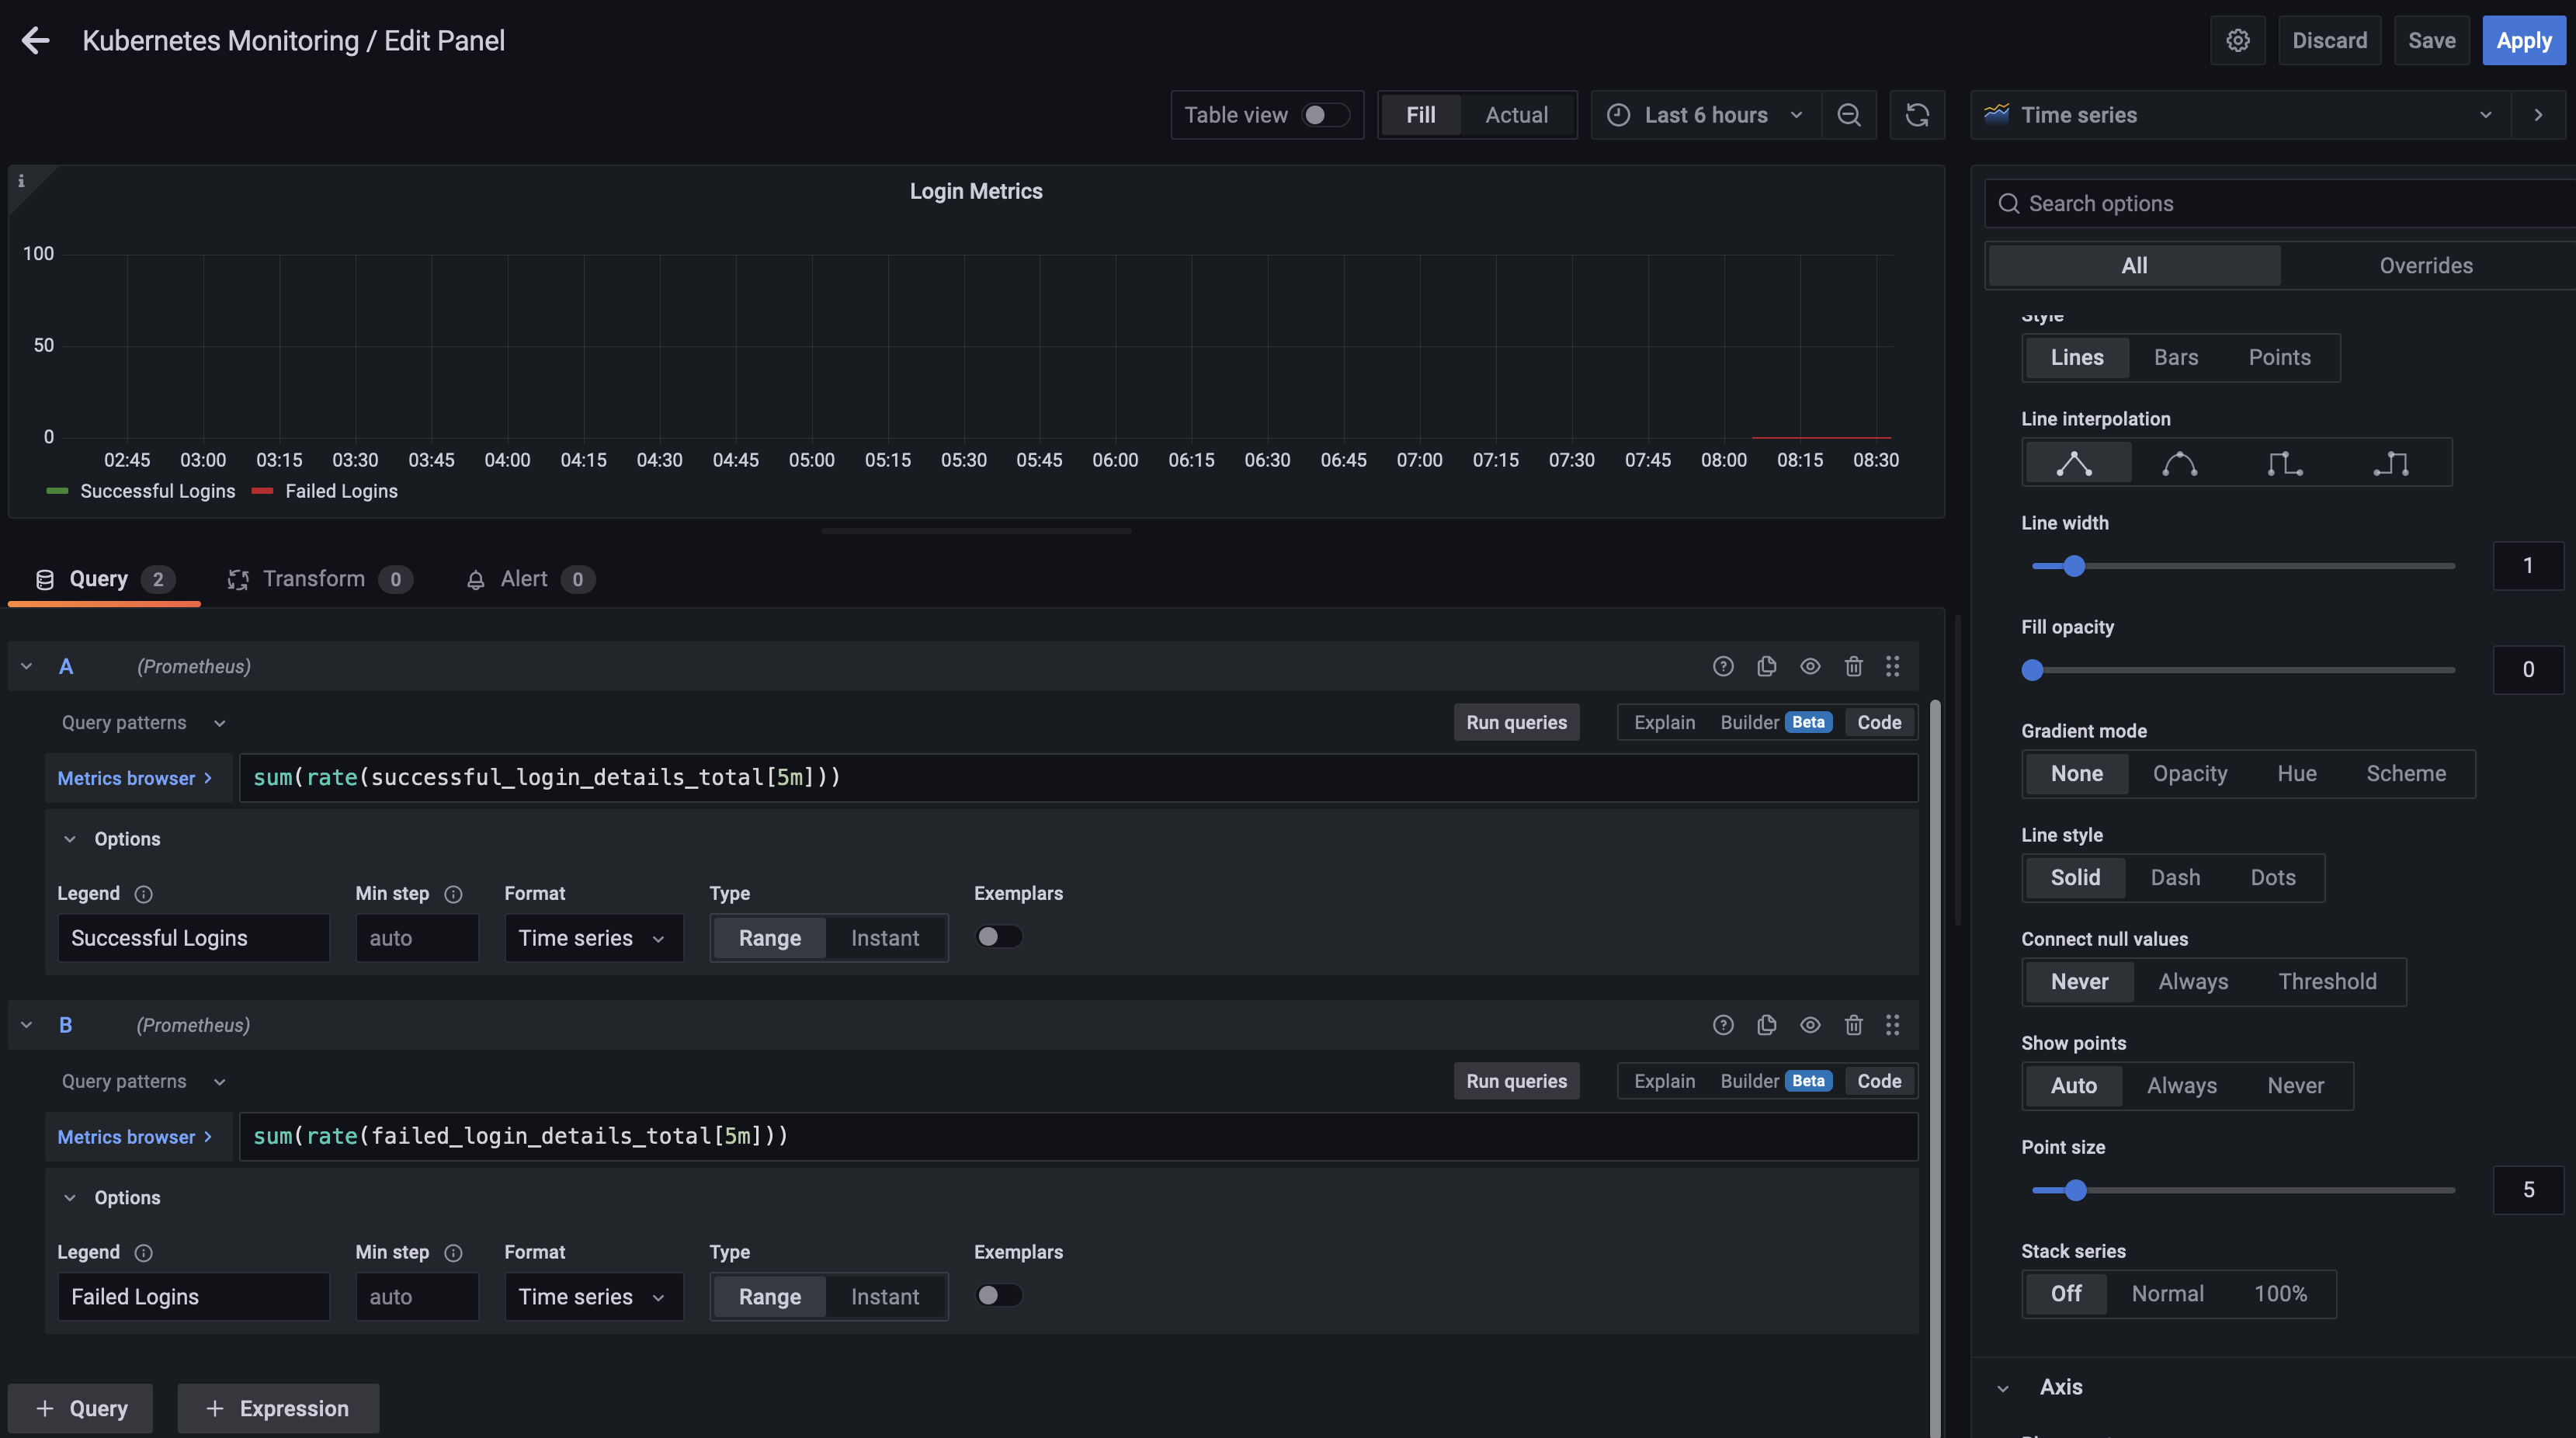 Kubernetes Monitoring / Edit Panel
Discard
Save
Apply
Table view
Fill
Actual
Last 6 hours
Time series
i
Login Metrics
100
50
0
02:45 03:00 03:15 03:30 03:45 04:00 04:15 04:30 04:45 05:00 05:15 05:30 05:45 06:00 06:15 06:30 06:45 07:00 07:15 07:30 07:45 08:00 08:15 08:30
Successful Logins Failed Logins
Query 2
Transform 0
Alert 0
A (Prometheus)
Query patterns
Run queries
Explain
Builder Beta
Code
Metrics browser >
sum(rate(successful_login_details_total[5m]))
Options
Legend
Min step
Format
Type
Exemplars
Successful Logins
auto
Time series
Range
Instant
B (Prometheus)
Query patterns
Run queries
Explain
Builder Beta
Code
Metrics browser >
sum(rate(failed_login_details_total[5m]))
Options
Legend
Min step
Format
Type
Exemplars
Failed Logins
auto
Time series
Range
Instant
+ Query
+ Expression
Search options
All
Overrides
Style
Lines
Bars
Points
Line interpolation
Line width
1
Fill opacity
0
Gradient mode
None
Opacity
Hue
Scheme
Line style
Solid
Dash
Dots
Connect null values
Never
Always
Threshold
Show points
Auto
Always
Never
Point size
5
Stack series
Off
Normal
100%
Axis